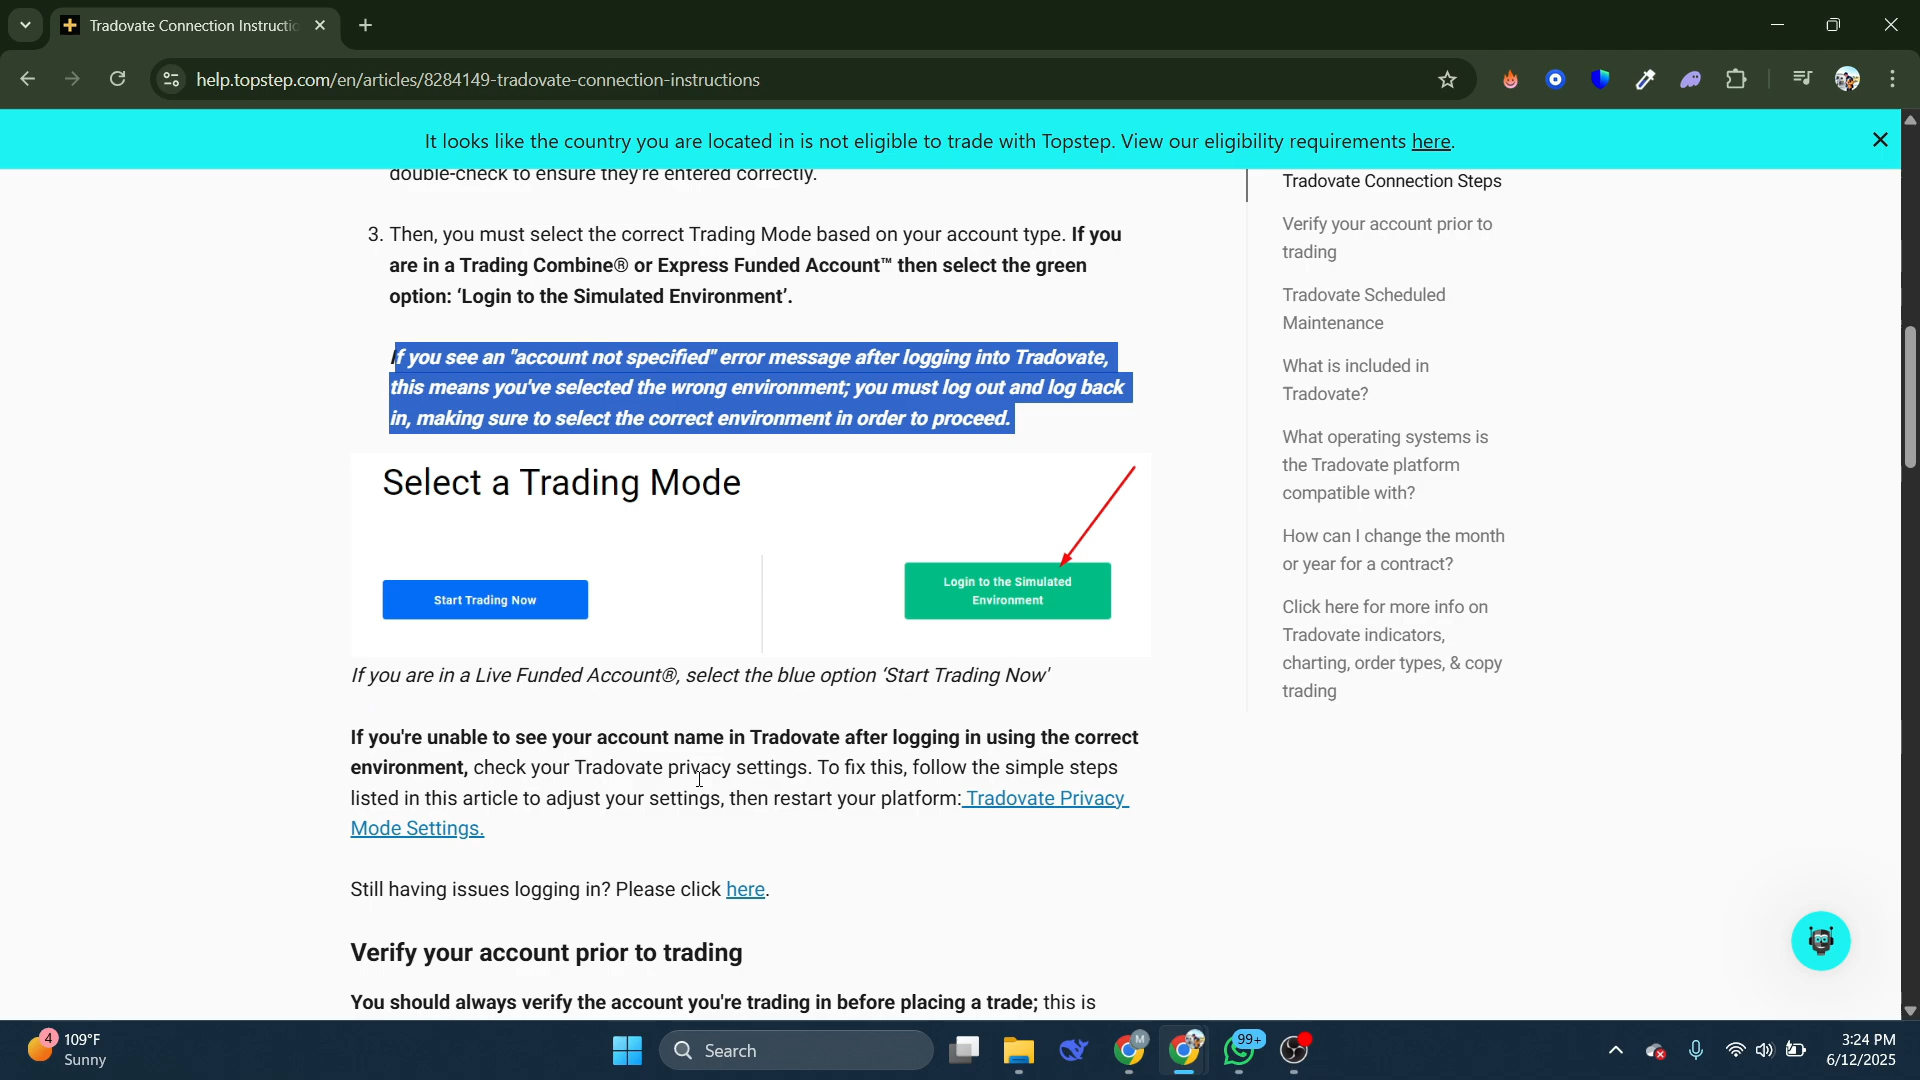 Tradovate Connection Instructio
help.topstep.com/en/articles/8284149-tradovate-connection-instructions
It looks like the country you are located in is not eligible to trade with Topstep. View our eligibility requirements here.
double-check to ensure they're entered correctly.
3. Then, you must select the correct Trading Mode based on your account type. If you
are in a Trading Combine® or Express Funded Account™ then select the green
option: ‘Login to the Simulated Environment’.
If you see an "account not specified" error message after logging into Tradovate,
this means you've selected the wrong environment; you must log out and log back
in, making sure to select the correct environment in order to proceed.
Select a Trading Mode
Start Trading Now
Login to the Simulated
Environment
If you are in a Live Funded Account®, select the blue option ‘Start Trading Now’
If you're unable to see your account name in Tradovate after logging in using the correct
environment, check your Tradovate privacy settings. To fix this, follow the simple steps
listed in this article to adjust your settings, then restart your platform: Tradovate Privacy
Mode Settings.
Still having issues logging in? Please click here.
Verify your account prior to trading
You should always verify the account you're trading in before placing a trade; this is
Tradovate Connection Steps
Verify your account prior to
trading
Tradovate Scheduled
Maintenance
What is included in
Tradovate?
What operating systems is
the Tradovate platform
compatible with?
How can I change the month
or year for a contract?
Click here for more info on
Tradovate indicators,
charting, order types, & copy
trading
4
109°F
Sunny
Search
M
99+
3:24 PM
6/12/2025